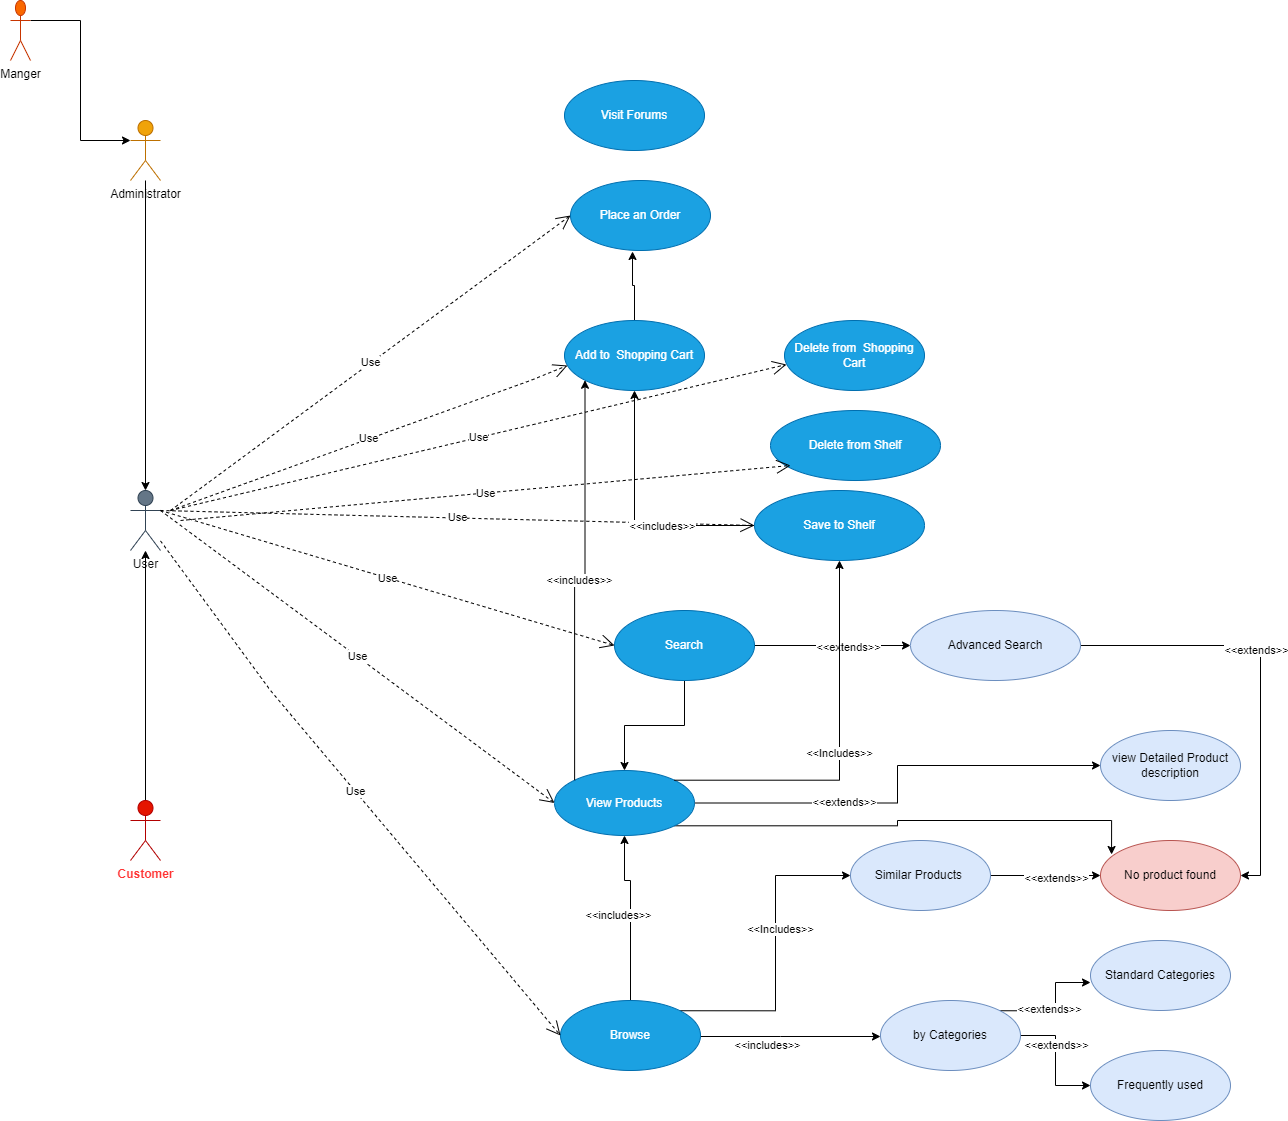 Manger
Visit Forums
Administrator
Place an Order
Add to  Shopping Cart
Delete from  Shopping
Cart
Use
Use
Use
Delete from Shelf
Use
Use
<<includes>>
Save to Shelf
User
Use
<<includes>>
Search
<<extends>>
Advanced Search
<<extends>>
Use
<<Includes>>
view Detailed Product
description
Use
View Products
<<extends>>
Customer
Similar Products
<<extends>>
No product found
<<includes>>
<<Includes>>
Standard Categories
<<extends>>
Browse
<<includes>>
by Categories
<<extends>>
Frequently used